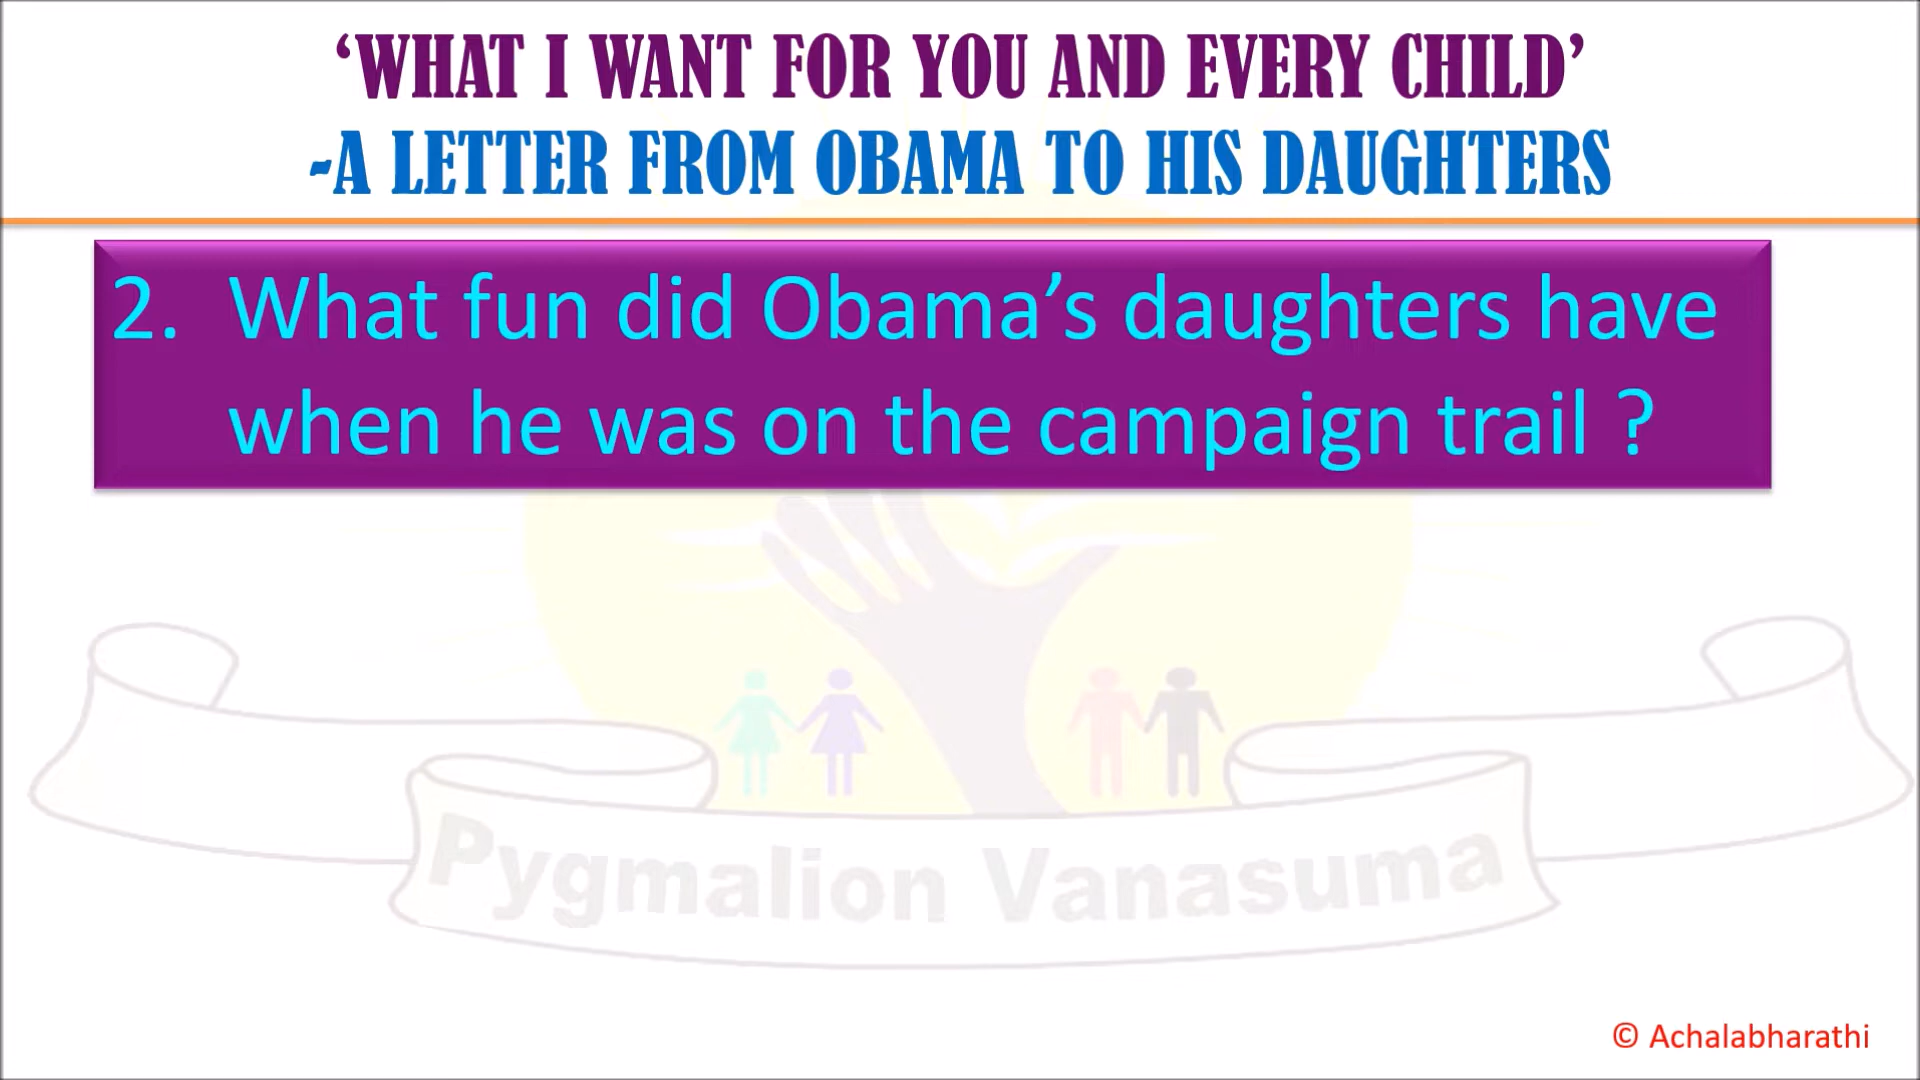 ‘WHAT I WANT FOR YOU AND EVERY CHILD’
-A LETTER FROM OBAMA TO HIS DAUGHTERS
2. What fun did Obama’s daughters have
when he was on the campaign trail ?
Pygmalion Vanasuma
© Achalabharathi